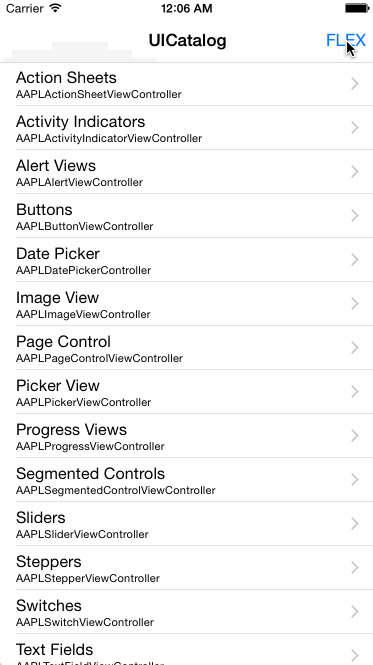 Carrier 12:06 AM
UICatalog FLEX
Action Sheets
AAPLActionSheetViewController
Activity Indicators
AAPLActivityIndicatorViewController
Alert Views
AAPLAlertViewController
Buttons
AAPLButtonViewController
Date Picker
AAPLDatePickerController
Image View
AAPLImageViewController
Page Control
AAPLPageControlViewController
Picker View
AAPLPickerViewController
Progress Views
AAPLProgressViewController
Segmented Controls
AAPLSegmentedControlViewController
Sliders
AAPLSliderViewController
Steppers
AAPLStepperViewController
Switches
AAPLSwitchViewController
Text Fields
AAPLTextFieldViewController